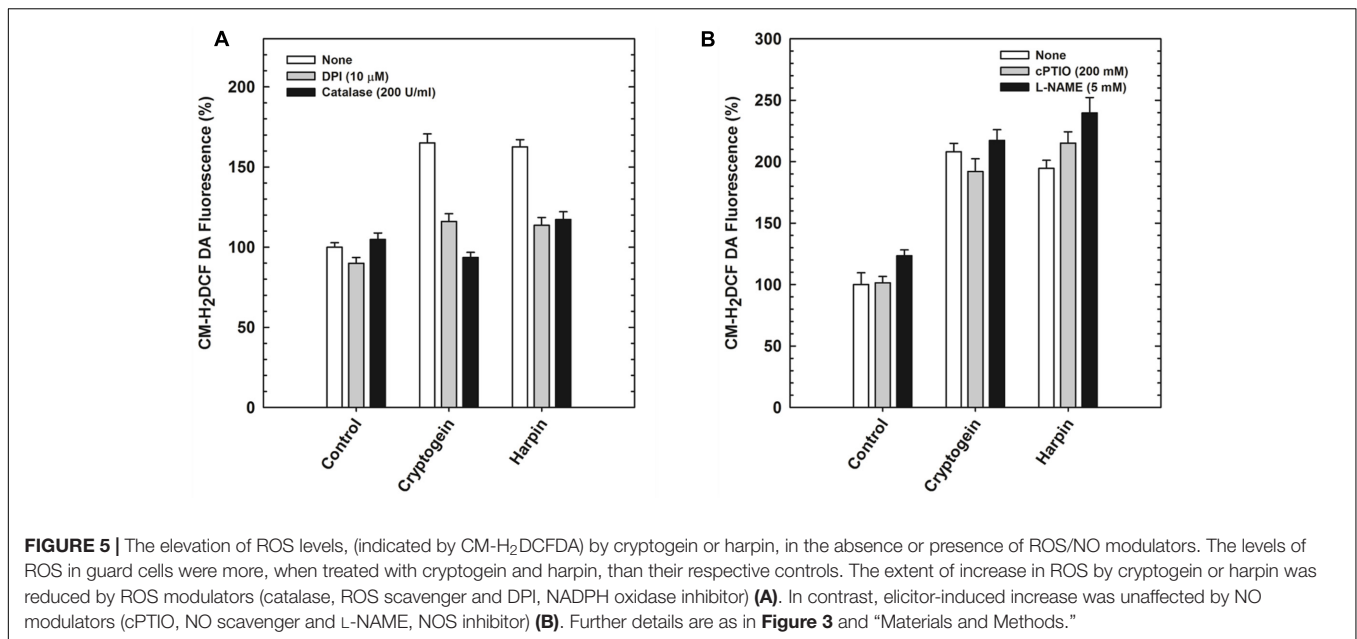 A
None
DPI (10 μM)
Catalase (200 U/ml)
CM-H₂DCF DA Fluorescence (%)
200
150
100
50
0
Control
Cryptogein
Harpin
B
None
cPTIO (200 mM)
L-NAME (5 mM)
CM-H₂DCF DA Fluorescence (%)
300
250
200
150
100
50
0
Control
Cryptogein
Harpin
FIGURE 5 | The elevation of ROS levels, (indicated by CM-H₂DCFDA) by cryptogein or harpin, in the absence or presence of ROS/NO modulators. The levels of
ROS in guard cells were more, when treated with cryptogein and harpin, than their respective controls. The extent of increase in ROS by cryptogein or harpin was
reduced by ROS modulators (catalase, ROS scavenger and DPI, NADPH oxidase inhibitor) (A). In contrast, elicitor-induced increase was unaffected by NO
modulators (cPTIO, NO scavenger and L-NAME, NOS inhibitor) (B). Further details are as in Figure 3 and “Materials and Methods.”